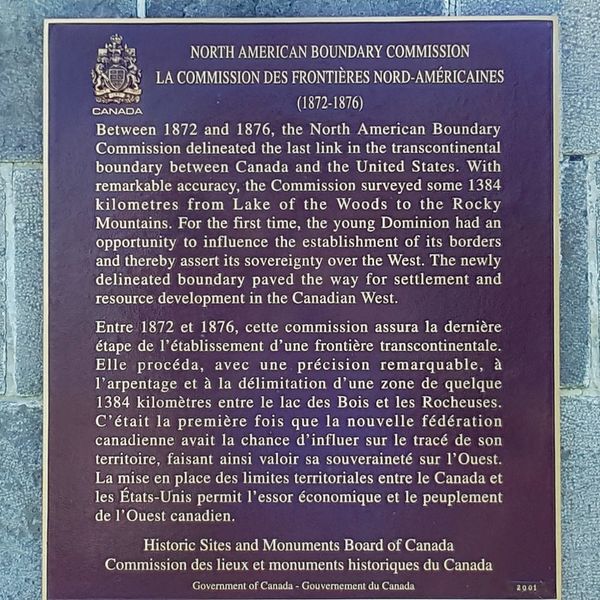 CANADA
NORTH AMERICAN BOUNDARY COMMISSION
LA COMMISSION DES FRONTIÈRES NORD-AMÉRICAINES
(1872-1876)
Between 1872 and 1876, the North American Boundary
Commission delineated the last link in the transcontinental
boundary between Canada and the United States. With
remarkable accuracy, the Commission surveyed some 1384
kilometres from Lake of the Woods to the Rocky
Mountains. For the first time, the young Dominion had an
opportunity to influence the establishment of its borders
and thereby assert its sovereignty over the West. The newly
delineated boundary paved the way for settlement and
resource development in the Canadian West.
Entre 1872 et 1876, cette commission assura la dernière
étape de l'établissement d'une frontière transcontinentale.
Elle procéda, avec une précision remarquable, à
l'arpentage et à la délimitation d'une zone de quelque
1384 kilomètres entre le lac des Bois et les Rocheuses.
C'était la première fois que la nouvelle fédération
canadienne avait la chance d'influer sur le tracé de son
territoire, faisant ainsi valoir sa souveraineté sur l'Ouest.
La mise en place des limites territoriales entre le Canada et
les États-Unis permit l'essor économique et le peuplement
de l'Ouest canadien.
Historic Sites and Monuments Board of Canada
Commission des lieux et monuments historiques du Canada
Government of Canada - Gouvernement du Canada
2001